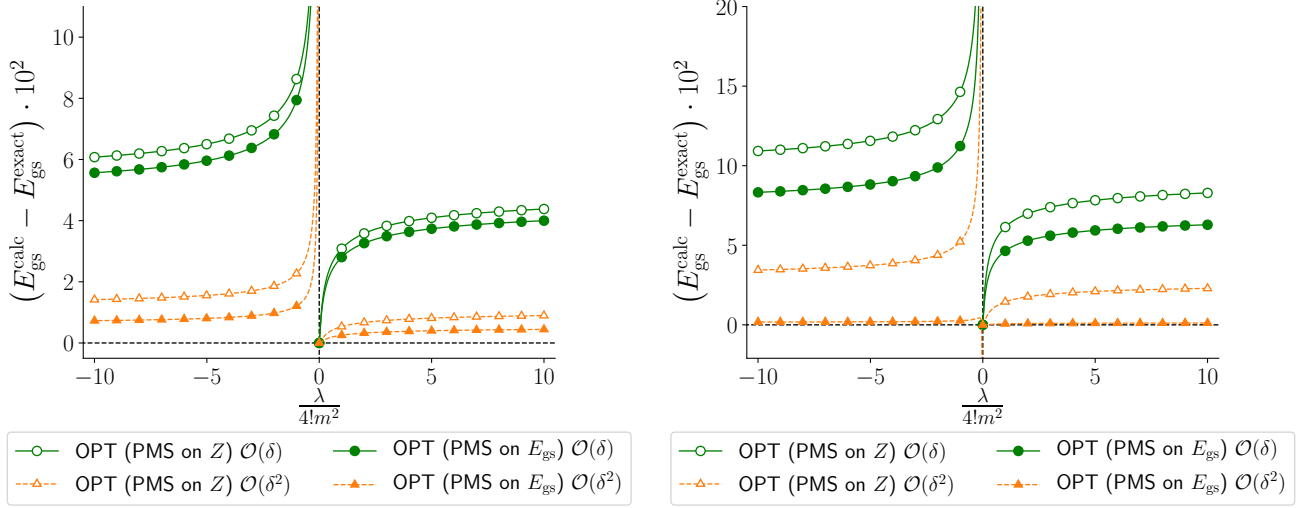 (E_gs^calc − E_gs^exact) · 10²
10
8
6
4
2
0
−10
−5
0
5
10
λ
4!m²
OPT (PMS on Z) O(δ)
OPT (PMS on E_gs) O(δ)
OPT (PMS on Z) O(δ²)
OPT (PMS on E_gs) O(δ²)
(E_gs^calc − E_gs^exact) · 10²
20
15
10
5
0
−10
−5
0
5
10
λ
4!m²
OPT (PMS on Z) O(δ)
OPT (PMS on E_gs) O(δ)
OPT (PMS on Z) O(δ²)
OPT (PMS on E_gs) O(δ²)